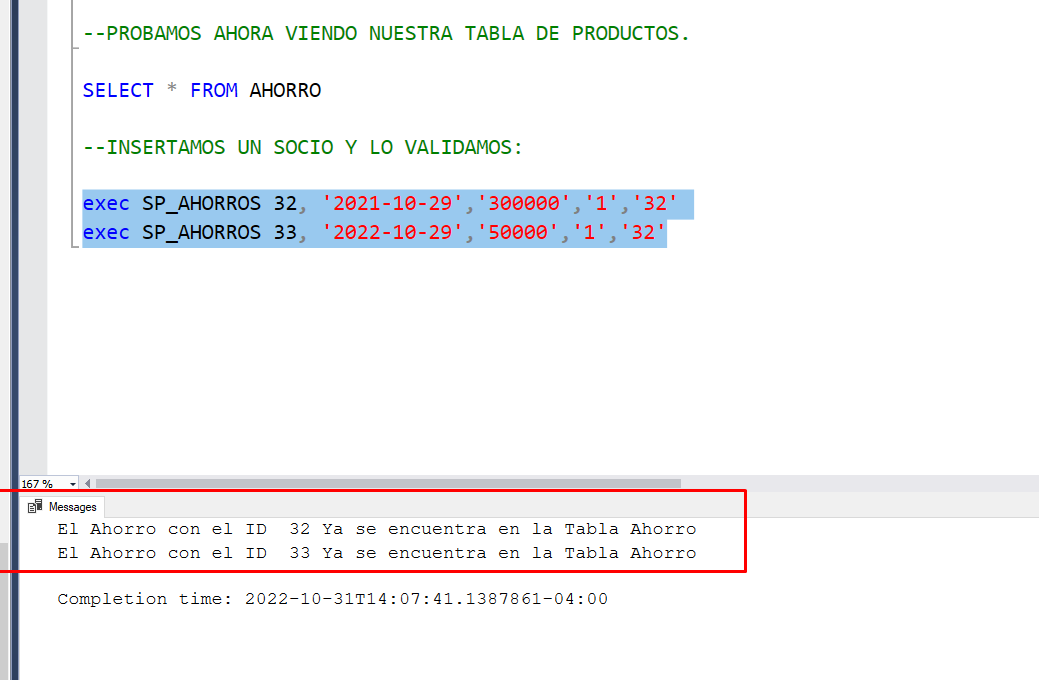 --PROBAMOS AHORA VIENDO NUESTRA TABLA DE PRODUCTOS.
SELECT * FROM AHORRO
--INSERTAMOS UN SOCIO Y LO VALIDAMOS:
exec SP_AHORROS 32, '2021-10-29','300000','1','32'
exec SP_AHORROS 33, '2022-10-29','50000','1','32'
167 %
Messages
El Ahorro con el ID  32 Ya se encuentra en la Tabla Ahorro
El Ahorro con el ID  33 Ya se encuentra en la Tabla Ahorro
Completion time: 2022-10-31T14:07:41.1387861-04:00